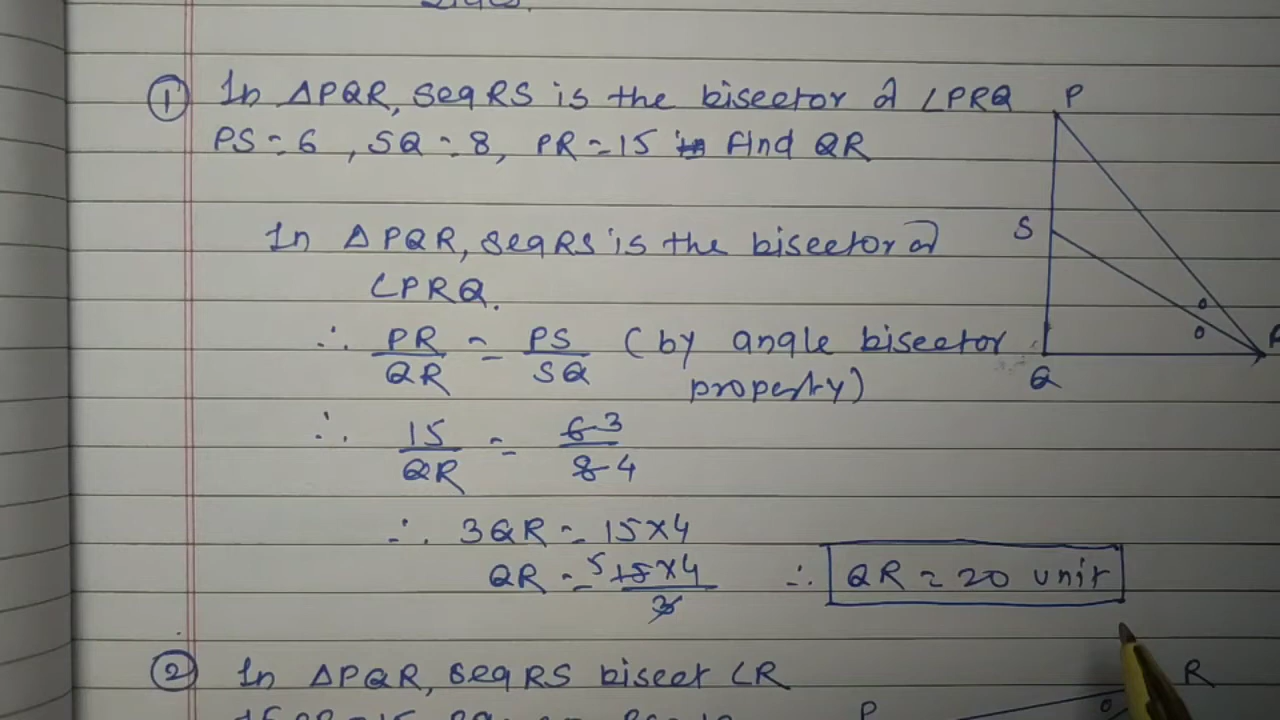 ① In △PQR, seg RS is the bisector of ∠PRQ
PS = 6, SQ = 8, PR = 15 Find QR
P
S
Q
In △PQR, seg RS is the bisector of
∠PRQ.
∴ PR/QR = PS/SQ (by angle bisector
property)
∴ 15/QR = 6 3/8 4
∴ 3QR = 15×4
QR = 5 15×4/3 ∴ QR = 20 unit
② In △PQR, seg RS bisect ∠R
R
P